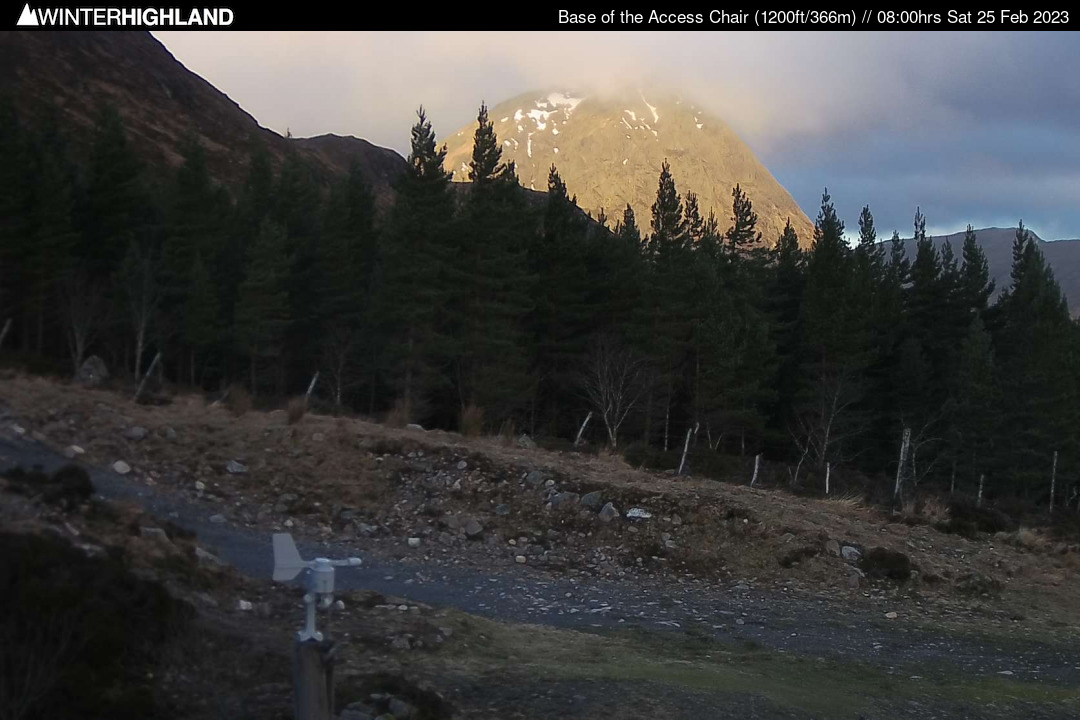 WINTERHIGHLAND
Base of the Access Chair (1200ft/366m) // 08:00hrs Sat 25 Feb 2023